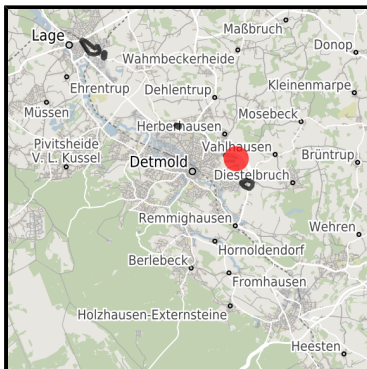 Maßbruch
Lage
Donop
Wahmbeckerheide
Ehrentrup
Dehlentrup
Kleinenmarpe
Müssen
Mosebeck
Herberhausen
Pivitsheide
V. L. Kussel
Vahlhausen
Brüntrup
Detmold
Diestelbruch
Remmighausen
Wehren
Hornoldendorf
Berlebeck
Fromhausen
Holzhausen-Externsteine
Heesten